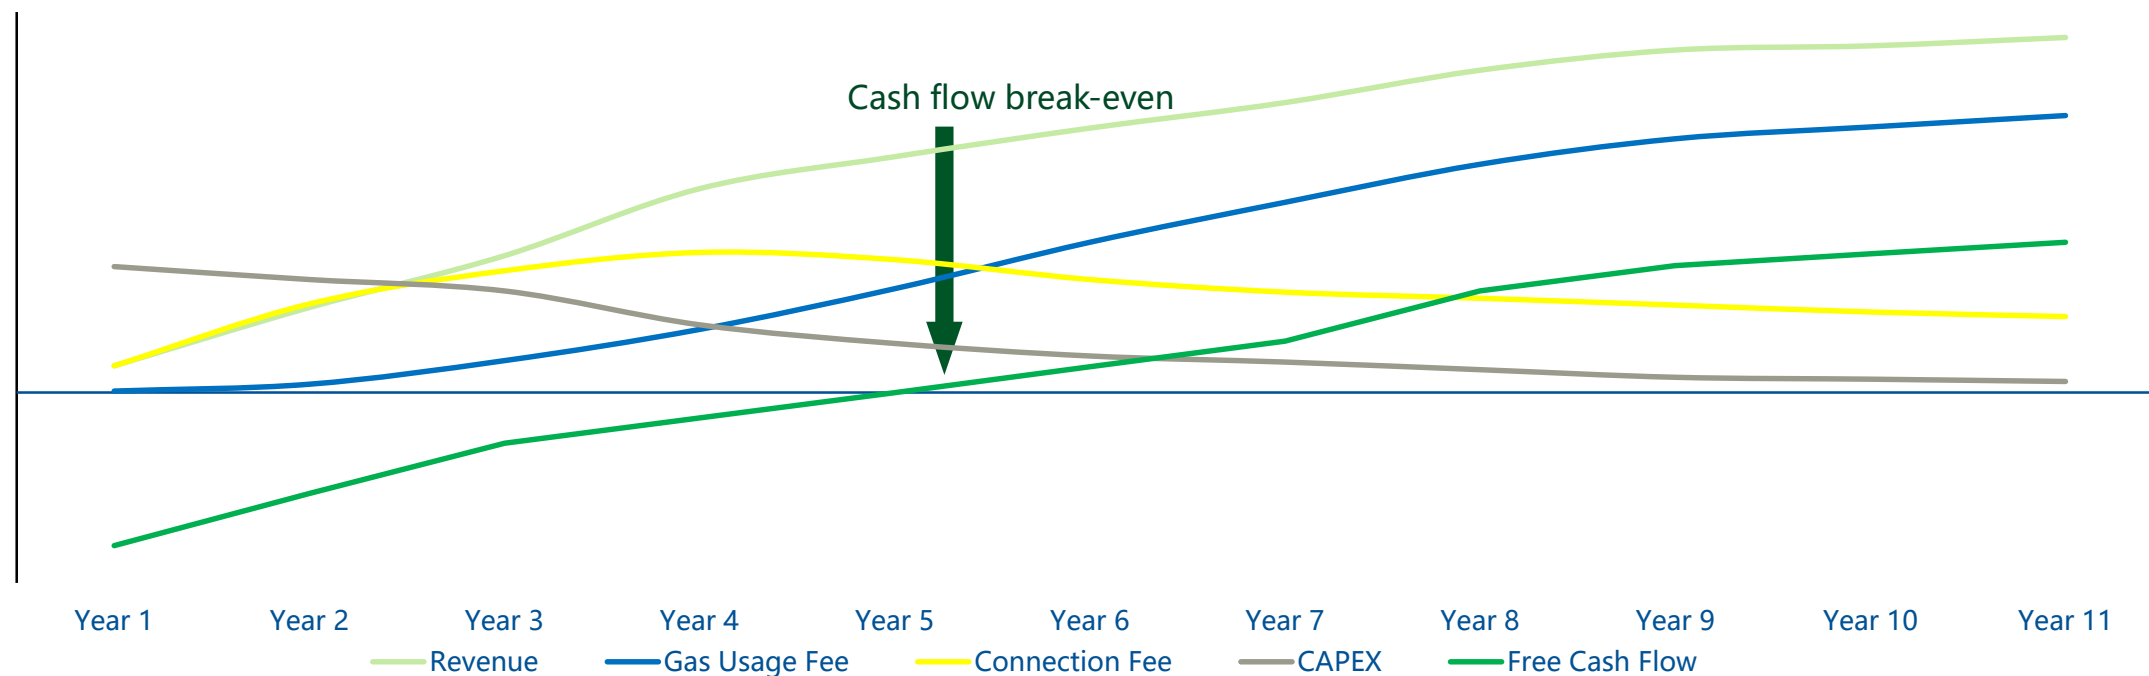 Cash flow break-even
Year 1 Year 2 Year 3 Year 4 Year 5 Year 6 Year 7 Year 8 Year 9 Year 10 Year 11
Revenue Gas Usage Fee Connection Fee CAPEX Free Cash Flow